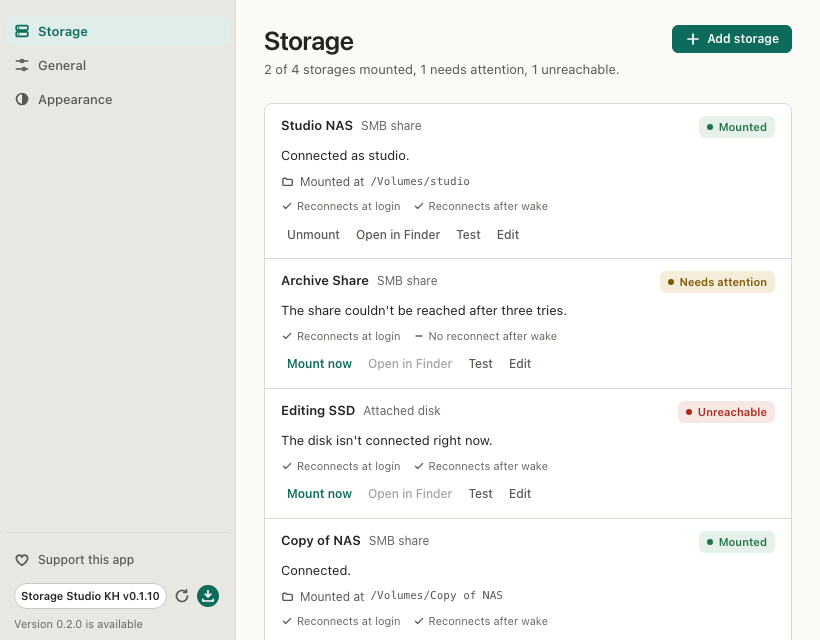 Storage
General
Appearance
Support this app
Storage Studio KH v0.1.10
Version 0.2.0 is available
Storage
Add storage
2 of 4 storages mounted, 1 needs attention, 1 unreachable.
Studio NAS SMB share
Mounted
Connected as studio.
Mounted at /Volumes/studio
Reconnects at login Reconnects after wake
Unmount Open in Finder Test Edit
Archive Share SMB share
Needs attention
The share couldn't be reached after three tries.
Reconnects at login No reconnect after wake
Mount now Open in Finder Test Edit
Editing SSD Attached disk
Unreachable
The disk isn't connected right now.
Reconnects at login Reconnects after wake
Mount now Open in Finder Test Edit
Copy of NAS SMB share
Mounted
Connected.
Mounted at /Volumes/Copy of NAS
Reconnects at login Reconnects after wake